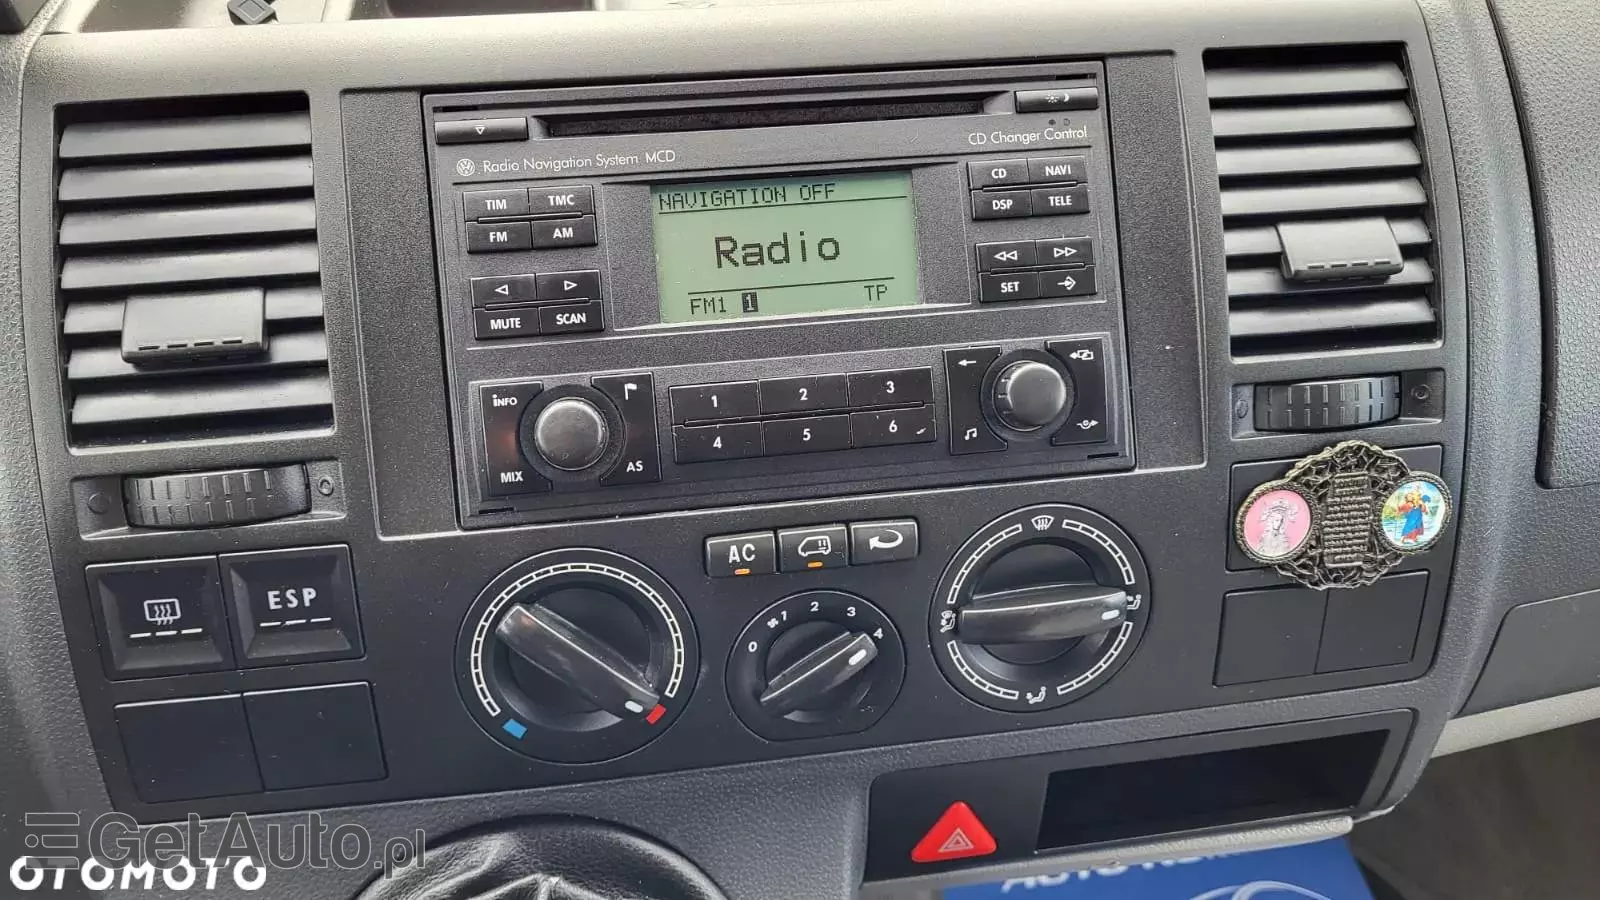 CD Changer Control
Radio Navigation System MCD
TIM TMC
FM AM
MUTE SCAN
NAVIGATION OFF
Radio
FM1 1 TP
CD NAVI
DSP TELE
SET
INFO
MIX AS
1 2 3
4 5 6
AC
ESP
0 1 2 3 4
GetAuto.pl
OTOMOTO